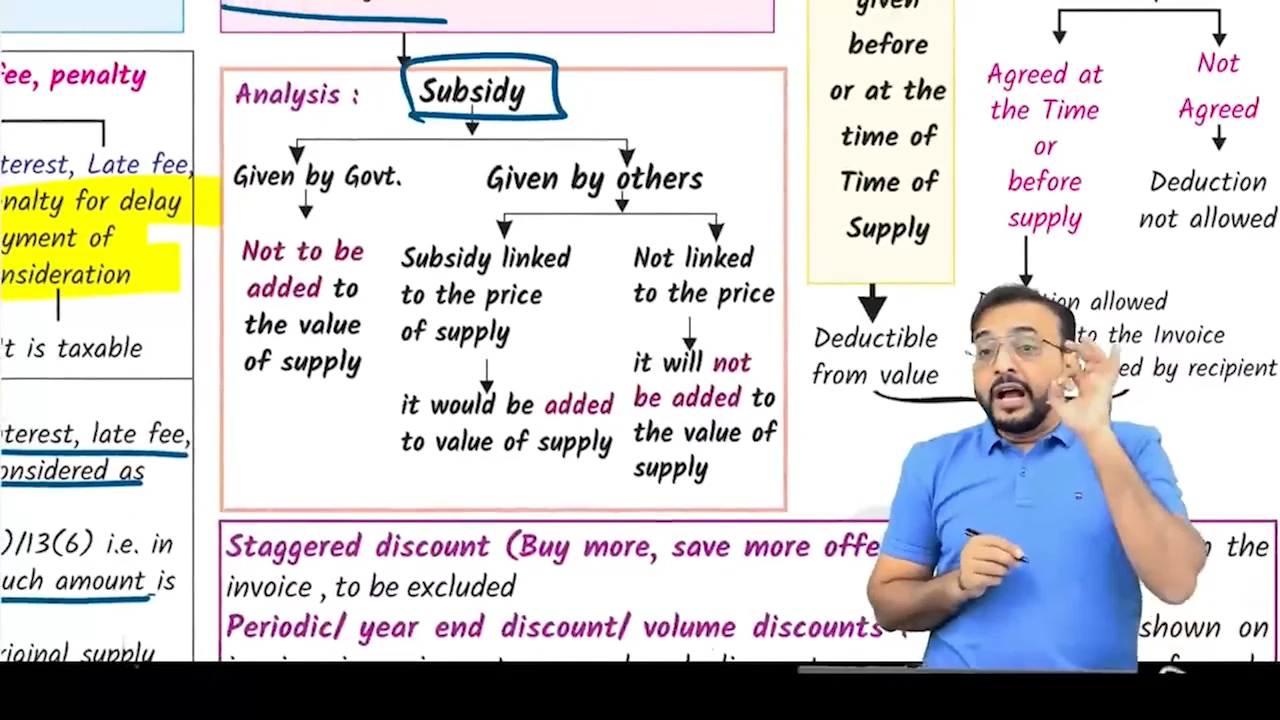 fee, penalty
terest, Late fee,
nalty for delay
yment of
nsideration
't is taxable
terest, late fee,
onsidered as
)/13(6) i.e. in
uch amount is
riginal supply
Analysis :
Subsidy
Given by Govt.
Not to be
added to
the value
of supply
Given by others
Subsidy linked
to the price
of supply
it would be added
to value of supply
Not linked
to the price
it will not
be added to
the value of
supply
given
before
or at the
time of
Time of
Supply
Deductible
from value
Agreed at
the Time
or
before
supply
ion allowed
to the Invoice
ed by recipient
Not
Agreed
Deduction
not allowed
Staggered discount (Buy more, save more offe the
invoice , to be excluded
Periodic/ year end discount/ volume discounts shown on